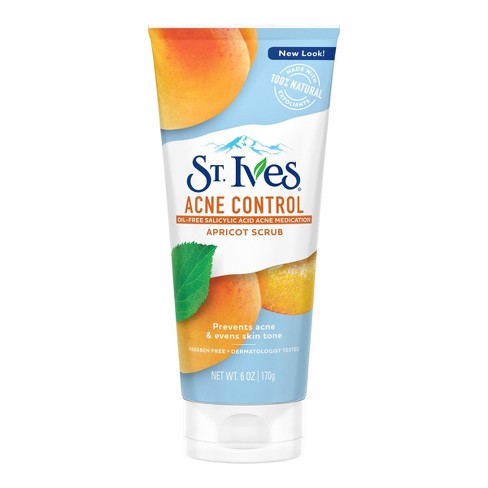 New Look!
MADE WITH
100% NATURAL
EXFOLIANTS
ST. IVES®
ACNE CONTROL
OIL-FREE SALICYLIC ACID ACNE MEDICATION
APRICOT SCRUB
Prevents acne
& evens skin tone
PARABEN FREE • DERMATOLOGIST TESTED
NET WT. 6 OZ | 170g